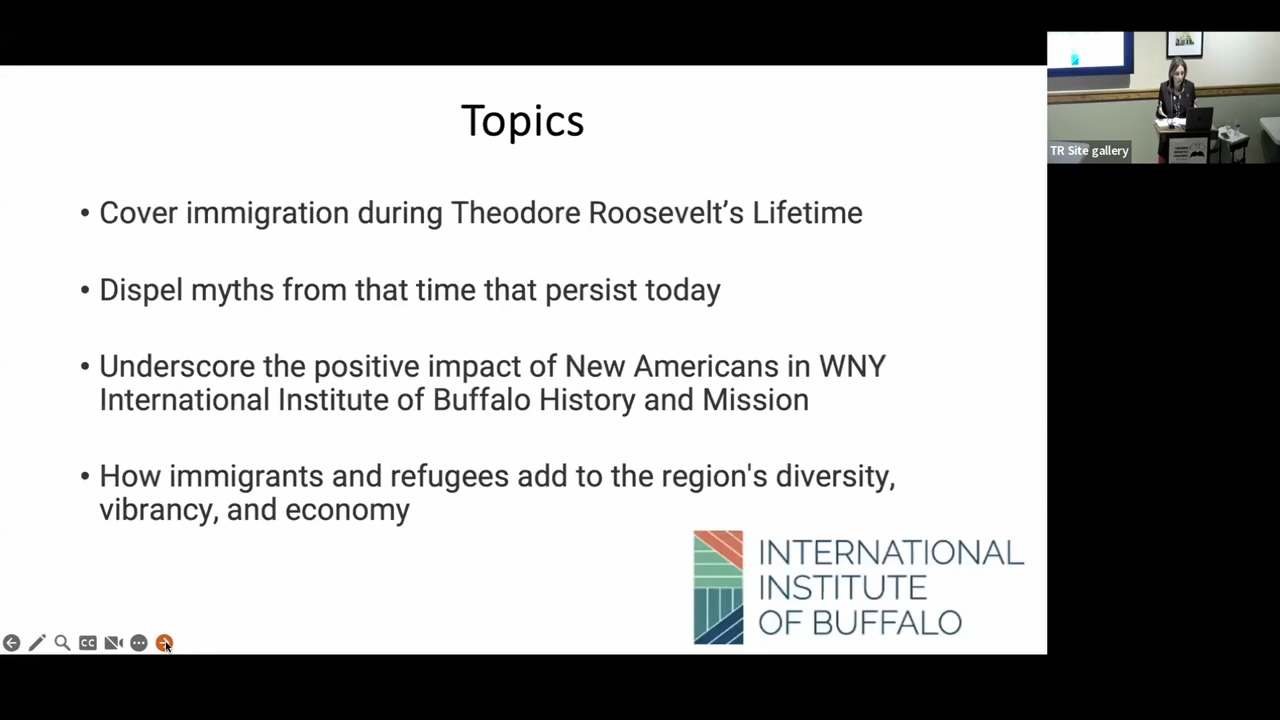 Topics
• Cover immigration during Theodore Roosevelt’s Lifetime
• Dispel myths from that time that persist today
• Underscore the positive impact of New Americans in WNY
International Institute of Buffalo History and Mission
• How immigrants and refugees add to the region's diversity,
vibrancy, and economy
INTERNATIONAL
INSTITUTE
OF BUFFALO
CC
TR Site gallery